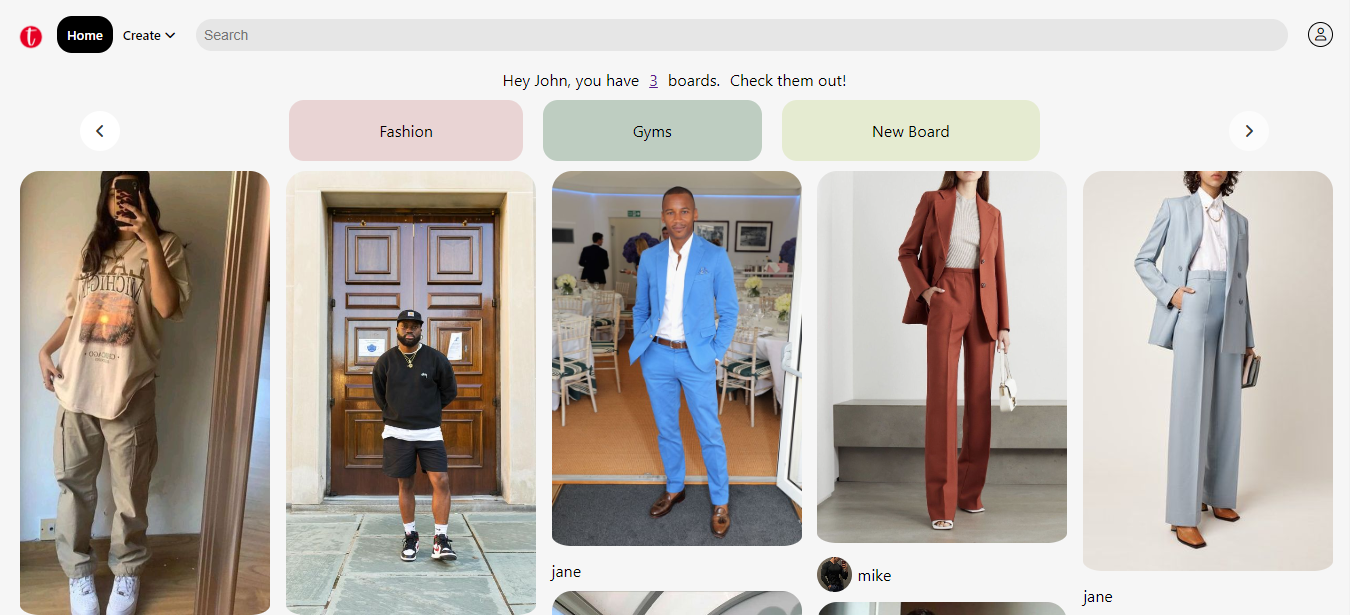 t
Home
Create
Search
Hey John, you have 3 boards. Check them out!
Fashion
Gyms
New Board
jane
mike
jane